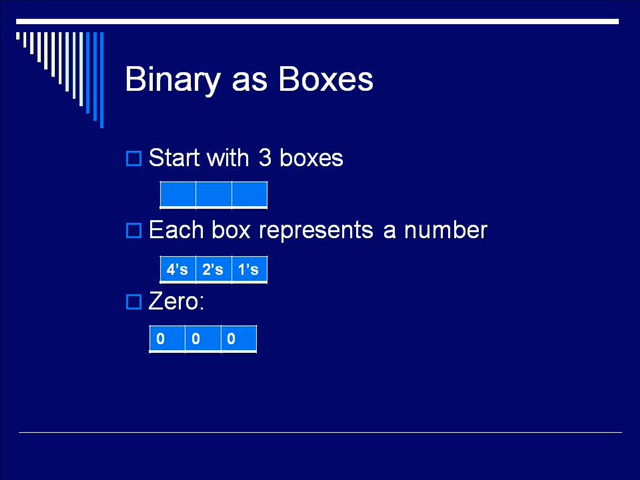 Binary as Boxes
Start with 3 boxes
Each box represents a number
4's 2's 1's
Zero:
0 0 0